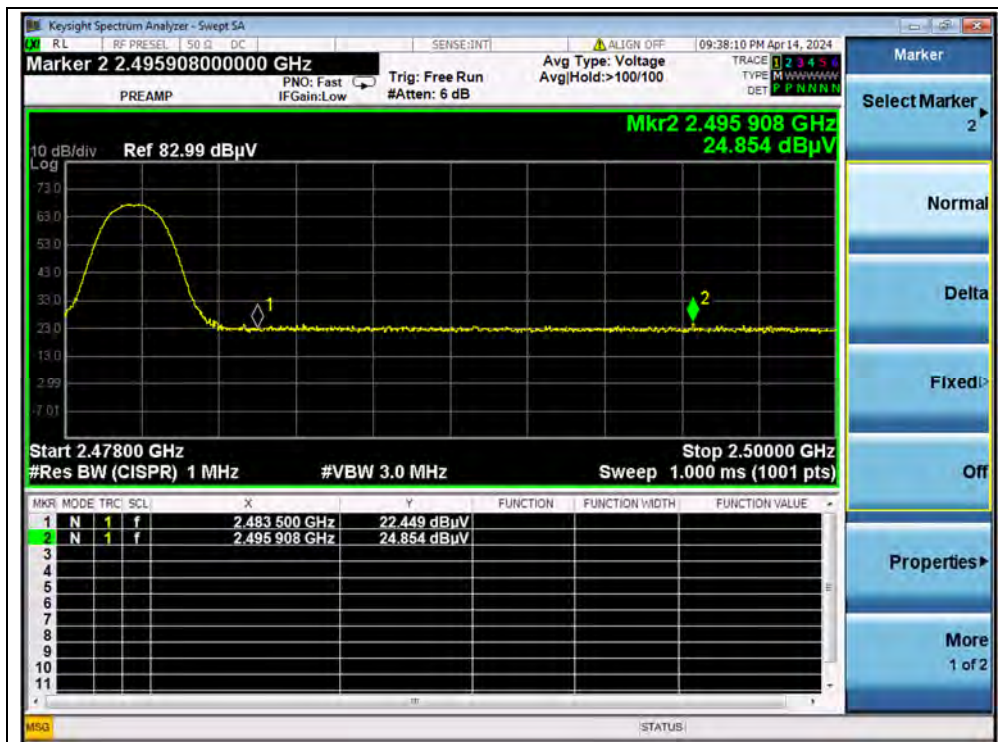 Keysight Spectrum Analyzer - Swept SA
LXI RL RF PRESEL 50 Ω DC SENSE:INT ALIGN OFF 09:38:10 PM Apr 14, 2024
Marker 2 2.495908000000 GHz
PREAMP
PNO: Fast
IFGain:Low
Trig: Free Run
#Atten: 6 dB
Avg Type: Voltage
Avg|Hold:>100/100
TRACE 1 2 3 4 5 6
TYPE M WWWWW
DET P P N N N N
Mkr2 2.495 908 GHz
24.854 dBµV
10 dB/div Ref 82.99 dBµV
Log
73.0
63.0
53.0
43.0
33.0
23.0
13.0
2.99
-7.01
1
2
Start 2.47800 GHz Stop 2.50000 GHz
#Res BW (CISPR) 1 MHz #VBW 3.0 MHz Sweep 1.000 ms (1001 pts)
MKR MODE TRC SCL X Y FUNCTION FUNCTION WIDTH FUNCTION VALUE
1 N 1 f 2.483 500 GHz 22.449 dBµV
2 N 1 f 2.495 908 GHz 24.854 dBµV
3
4
5
6
7
8
9
10
11
MSG STATUS
Marker
Select Marker
2
Normal
Delta
Fixed
Off
Properties
More
1 of 2